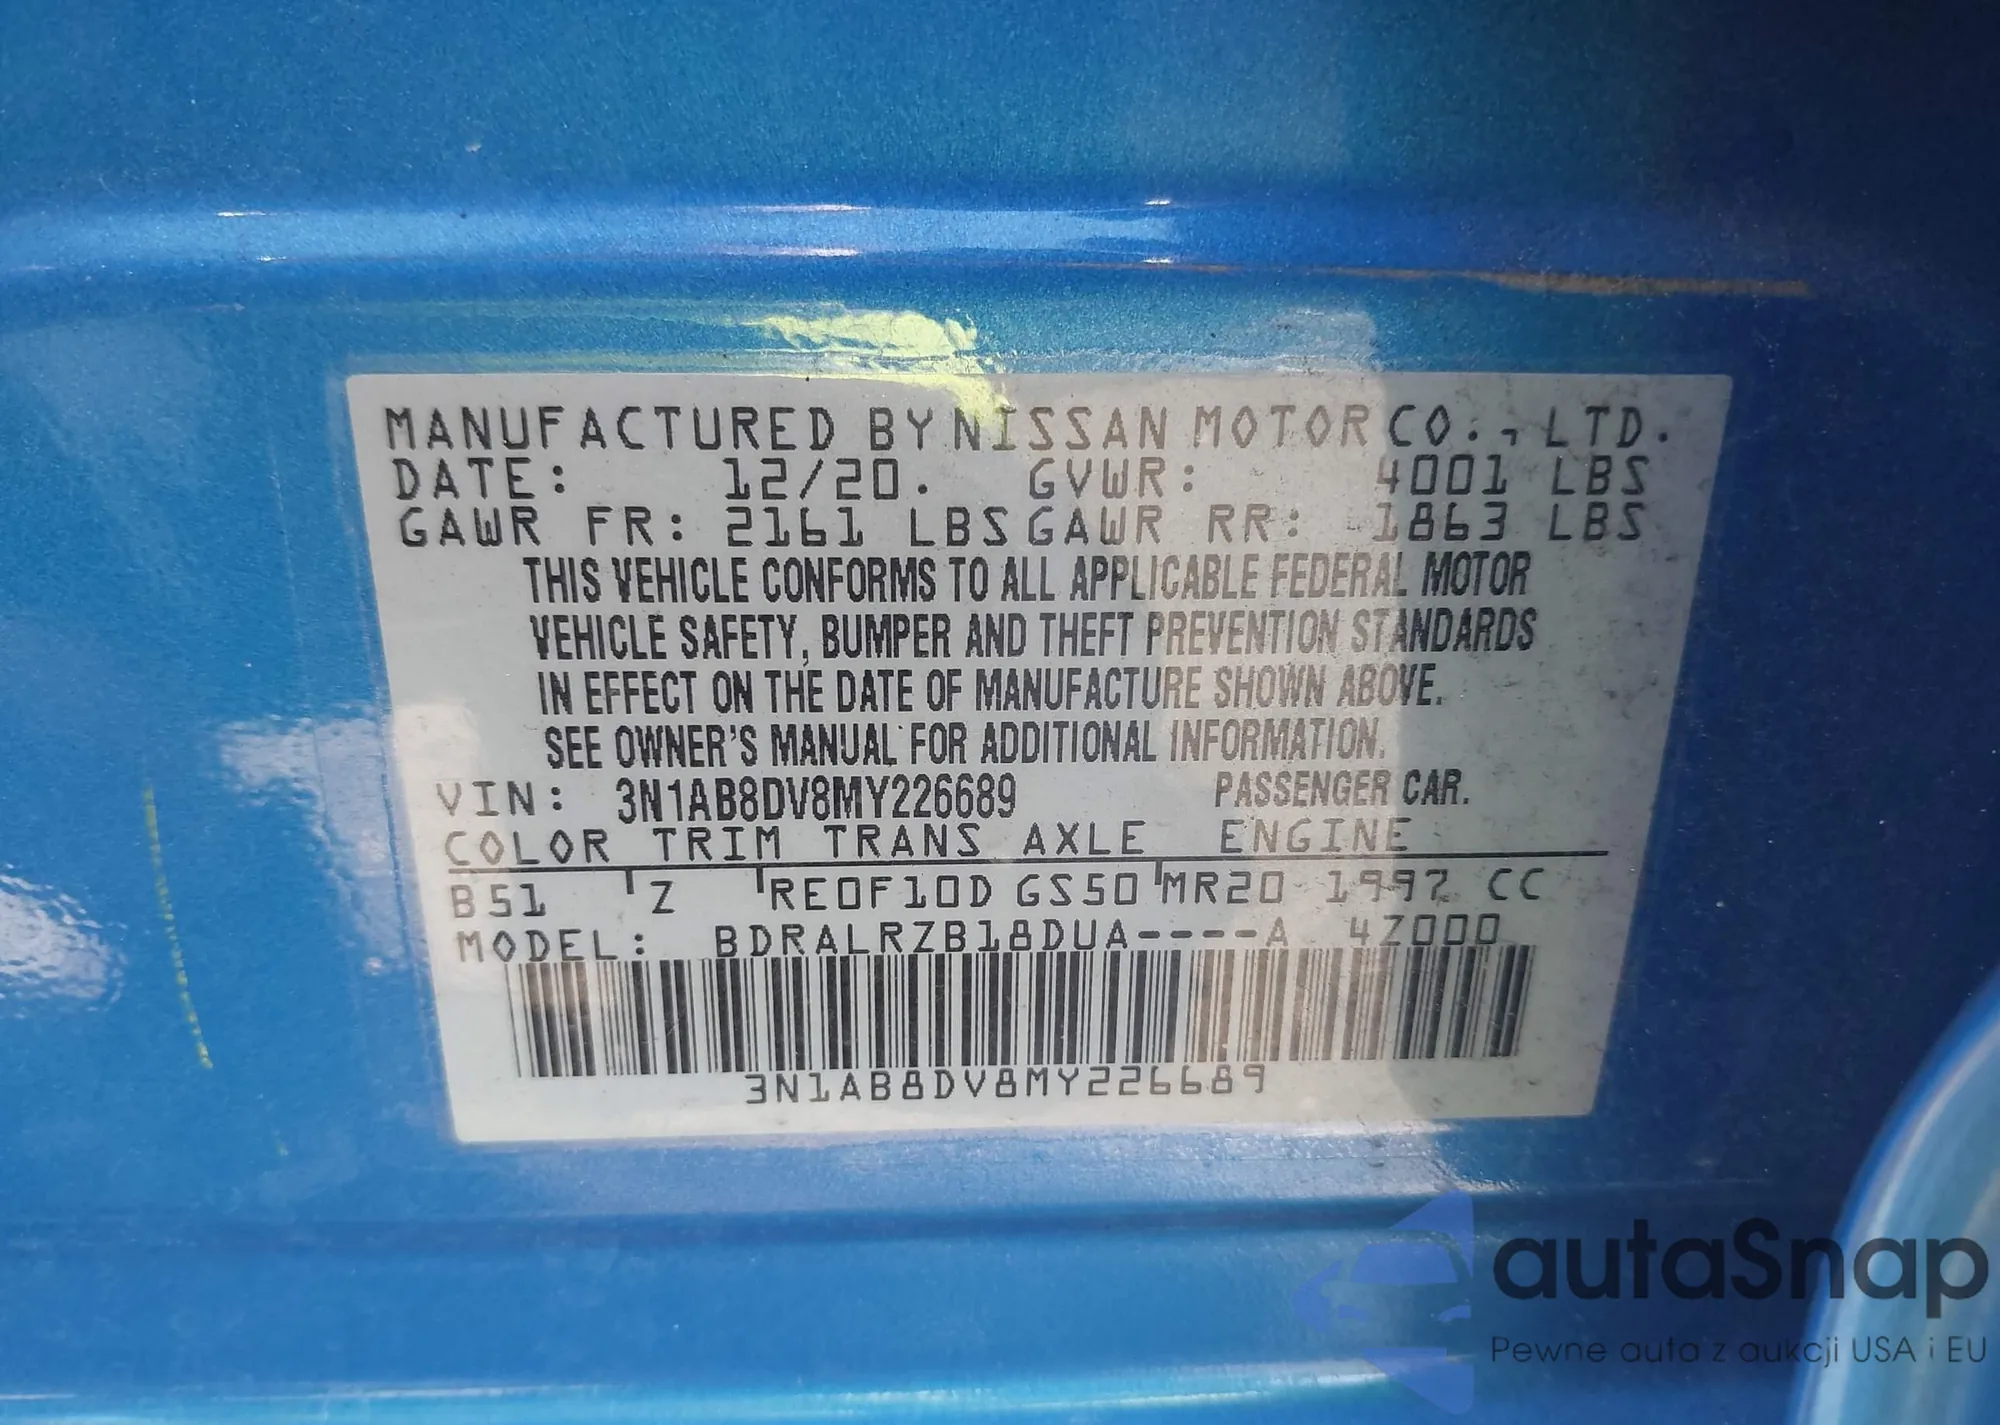 MANUFACTURED BY NISSAN MOTOR CO., LTD.
DATE: 12/20. GVWR: 4001 LBS
GAWR FR: 2161 LBS GAWR RR: 1863 LBS
THIS VEHICLE CONFORMS TO ALL APPLICABLE FEDERAL MOTOR
VEHICLE SAFETY, BUMPER AND THEFT PREVENTION STANDARDS
IN EFFECT ON THE DATE OF MANUFACTURE SHOWN ABOVE.
SEE OWNER'S MANUAL FOR ADDITIONAL INFORMATION.
VIN: 3N1AB8DV8MY226689 PASSENGER CAR.
COLOR TRIM TRANS AXLE ENGINE
B51 Z RE0F10D GS50 MR20 1997 CC
MODEL: BDRALRZB18DUA----A 4Z000
3N1AB8DV8MY226689
autaSnap
Pewne auta z aukcji USA i EU